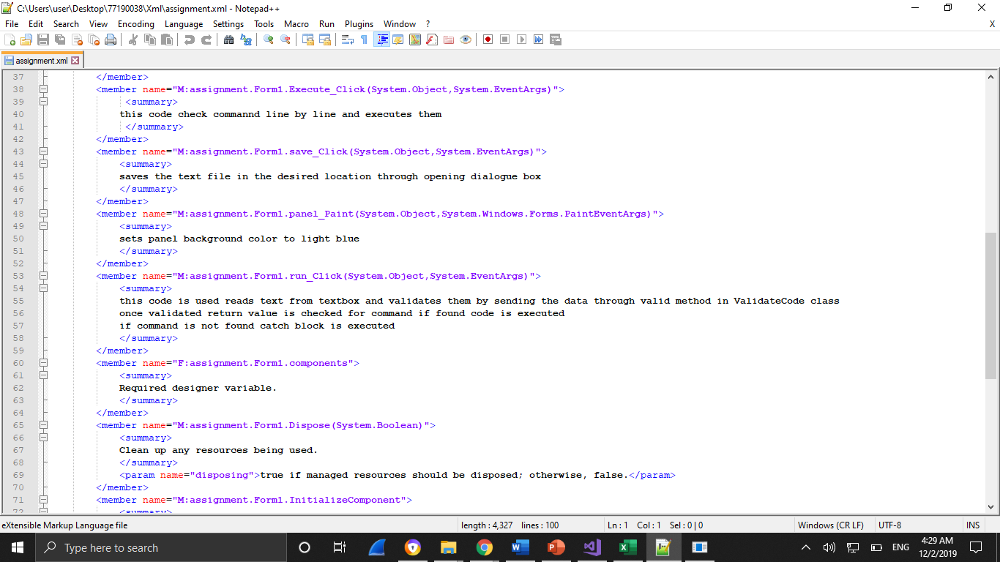 C:\Users\user\Desktop\77190038\Xml\assignment.xml - Notepad++
File Edit Search View Encoding Language Settings Tools Macro Run Plugins Window ? X
assignment.xml
37 </member>
38 <member name="M:assignment.Form1.Execute_Click(System.Object,System.EventArgs)">
39 <summary>
40 this code check commannd line by line and executes them
41 </summary>
42 </member>
43 <member name="M:assignment.Form1.save_Click(System.Object,System.EventArgs)">
44 <summary>
45 saves the text file in the desired location through opening dialogue box
46 </summary>
47 </member>
48 <member name="M:assignment.Form1.panel_Paint(System.Object,System.Windows.Forms.PaintEventArgs)">
49 <summary>
50 sets panel background color to light blue
51 </summary>
52 </member>
53 <member name="M:assignment.Form1.run_Click(System.Object,System.EventArgs)">
54 <summary>
55 this code is used reads text from textbox and validates them by sending the data through valid method in ValidateCode class
56 once validated return value is checked for command if found code is executed
57 if command is not found catch block is executed
58 </summary>
59 </member>
60 <member name="F:assignment.Form1.components">
61 <summary>
62 Required designer variable.
63 </summary>
64 </member>
65 <member name="M:assignment.Form1.Dispose(System.Boolean)">
66 <summary>
67 Clean up any resources being used.
68 </summary>
69 <param name="disposing">true if managed resources should be disposed; otherwise, false.</param>
70 </member>
71 <member name="M:assignment.Form1.InitializeComponent">
72 <summary>
eXtensible Markup Language file length : 4,327 lines : 100 Ln : 1 Col : 1 Sel : 0 | 0 Windows (CR LF) UTF-8 INS
Type here to search ENG 4:29 AM
12/2/2019